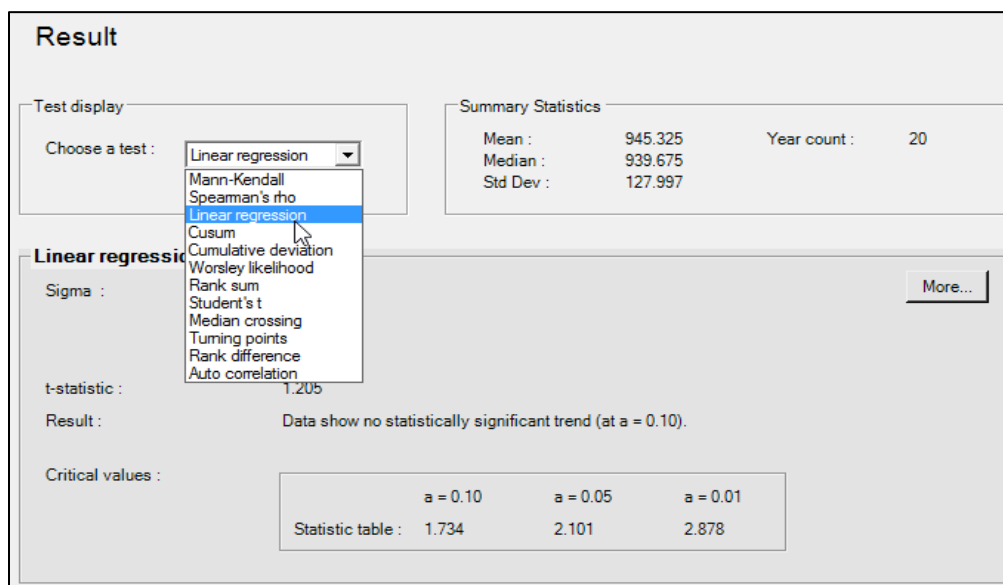 Result
Test display
Choose a test :
Linear regression
Mann-Kendall
Spearman's rho
Linear regression
Cusum
Cumulative deviation
Worsley likelihood
Rank sum
Student's t
Median crossing
Turning points
Rank difference
Auto correlation
Summary Statistics
Mean : 945.325 Year count : 20
Median : 939.675
Std Dev : 127.997
Linear regressio
Sigma :
More...
t-statistic : 1.205
Result : Data show no statistically significant trend (at a = 0.10).
Critical values :
a = 0.10 a = 0.05 a = 0.01
Statistic table : 1.734 2.101 2.878